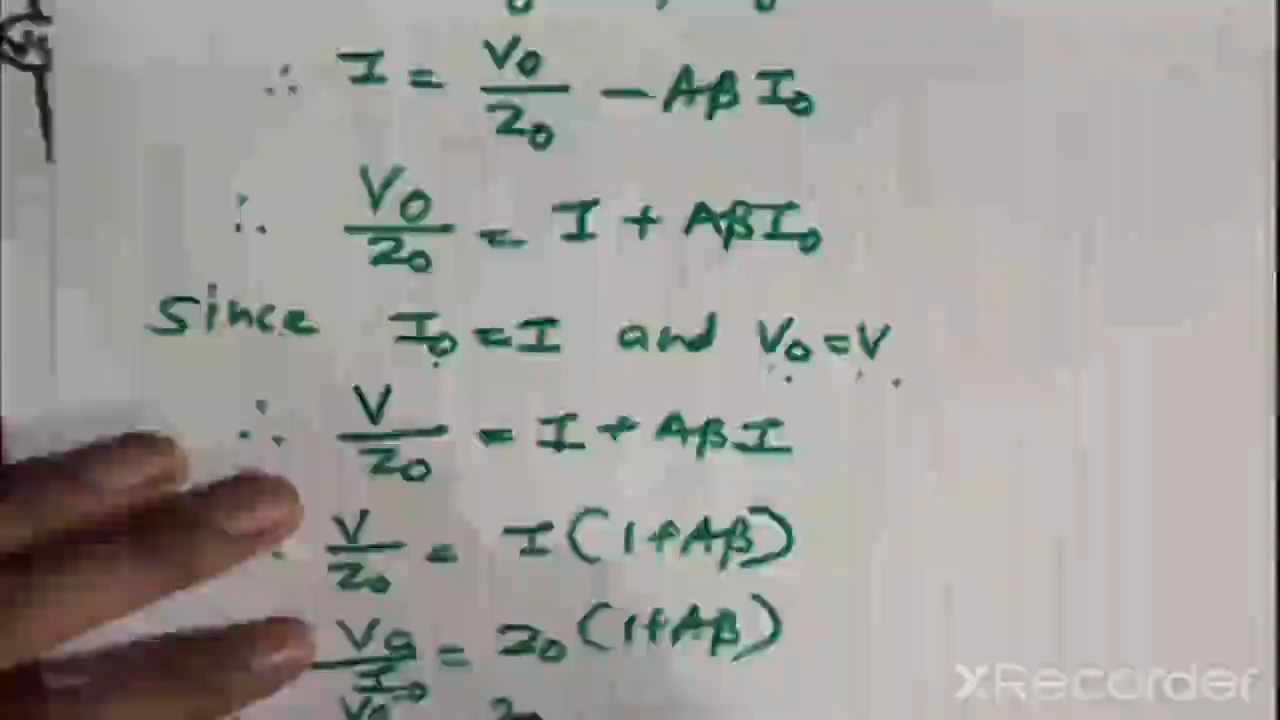 ∴ I = V0/Z0 - AβI0
∴ V0/Z0 = I + AβI0
Since I0 = I and V0 = V
∴ V/Z0 = I + AβI
V/Z0 = I(1+Aβ)
V0/I0 = Z0(1+Aβ)
XRecorder